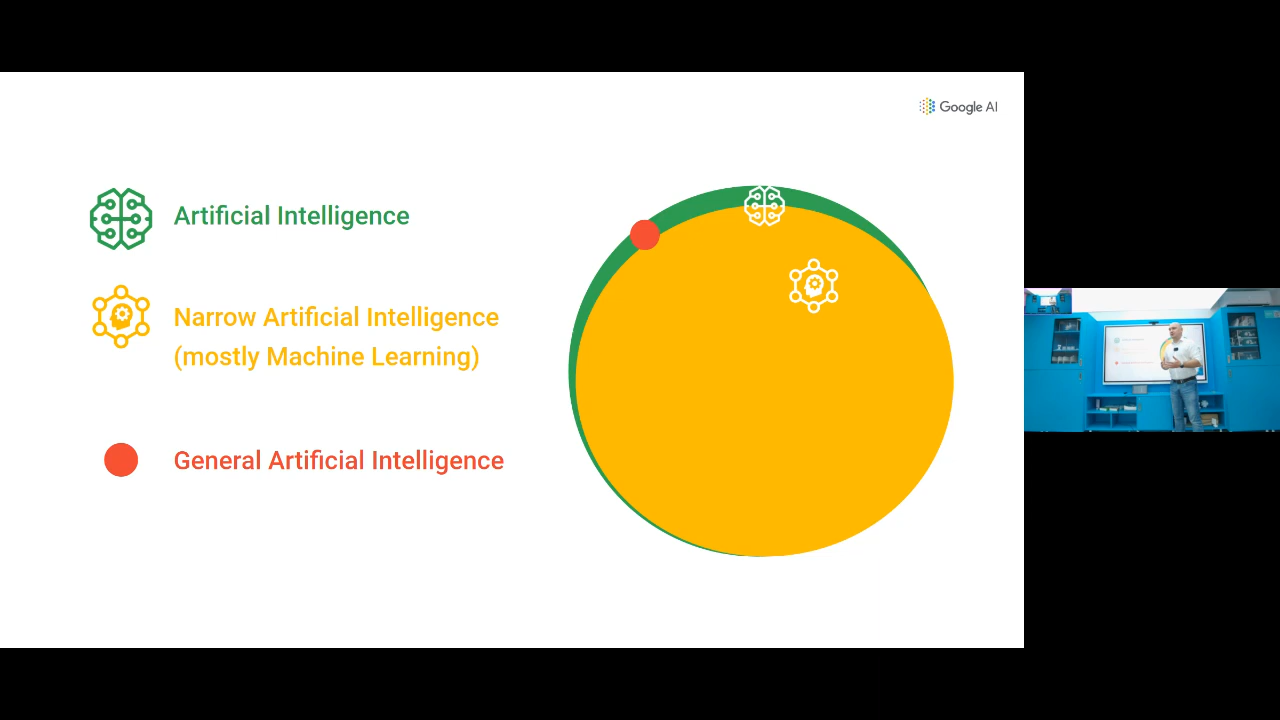 Google AI
Artificial Intelligence
Narrow Artificial Intelligence
(mostly Machine Learning)
General Artificial Intelligence